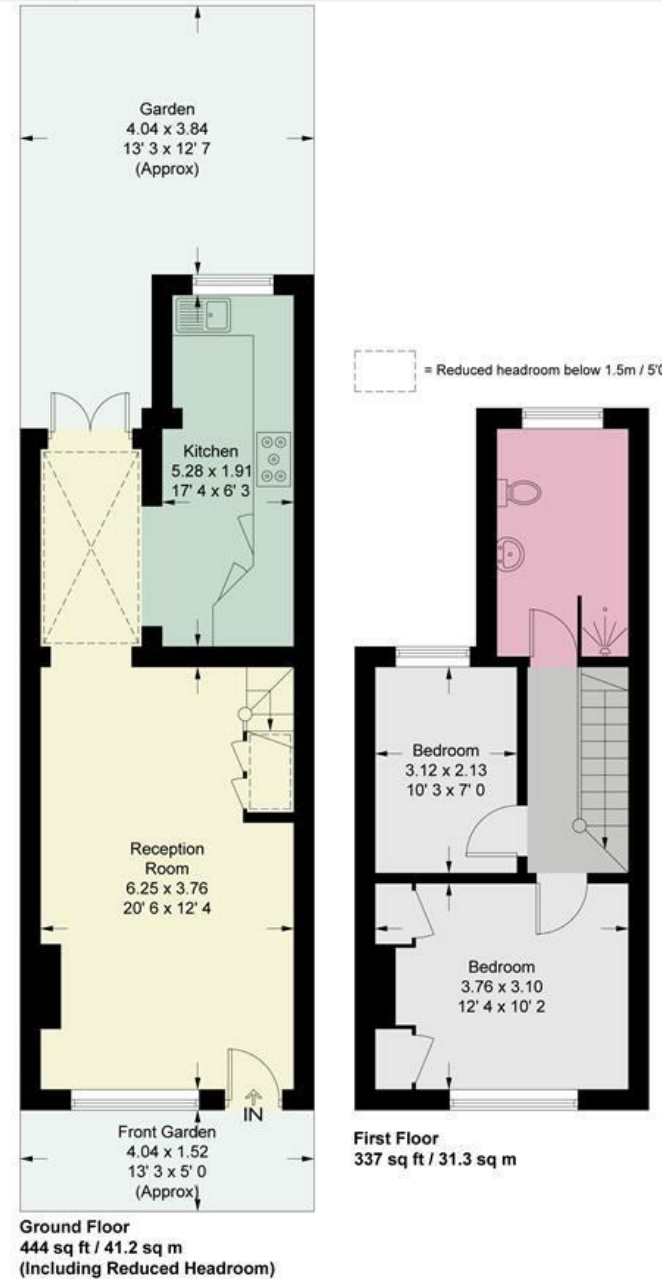 Garden
4.04 x 3.84
13' 3 x 12' 7
(Approx)
= Reduced headroom below 1.5m / 5'0
Kitchen
5.28 x 1.91
17' 4 x 6' 3
Reception
Room
6.25 x 3.76
20' 6 x 12' 4
IN
Front Garden
4.04 x 1.52
13' 3 x 5' 0
(Approx)
Ground Floor
444 sq ft / 41.2 sq m
(Including Reduced Headroom)
Bedroom
3.12 x 2.13
10' 3 x 7' 0
Bedroom
3.76 x 3.10
12' 4 x 10' 2
First Floor
337 sq ft / 31.3 sq m